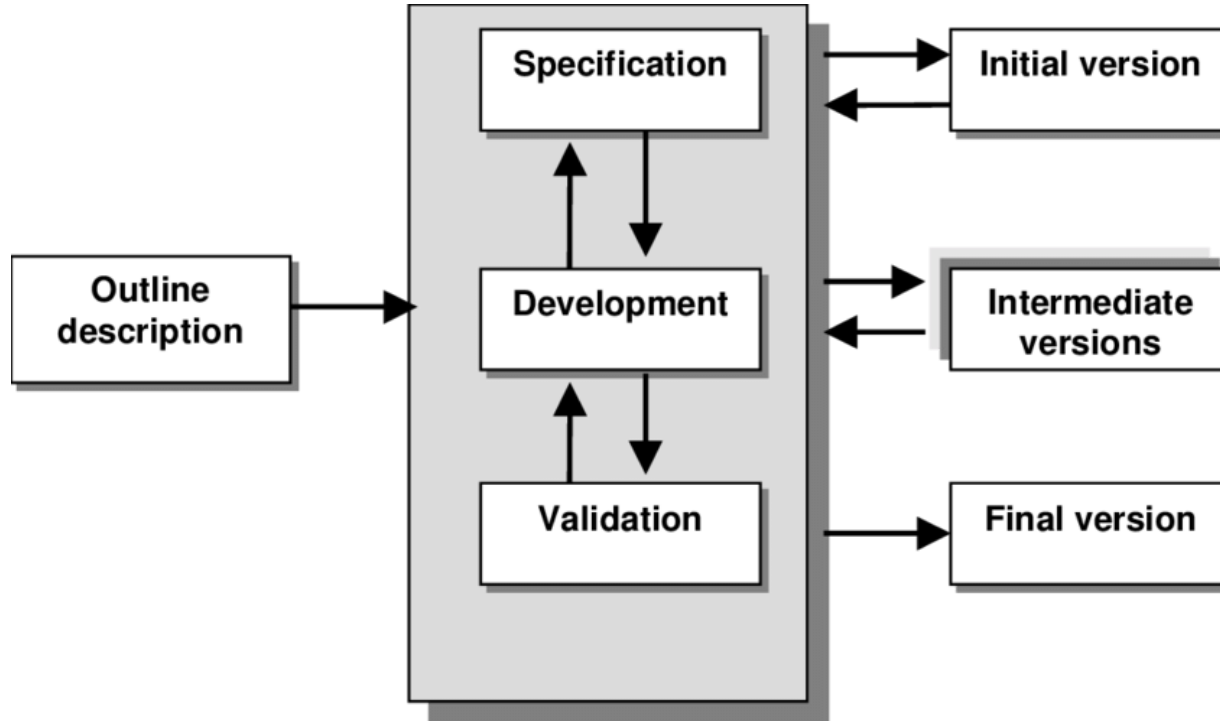 Specification
Initial version
Outline
description
Development
Intermediate
versions
Validation
Final version